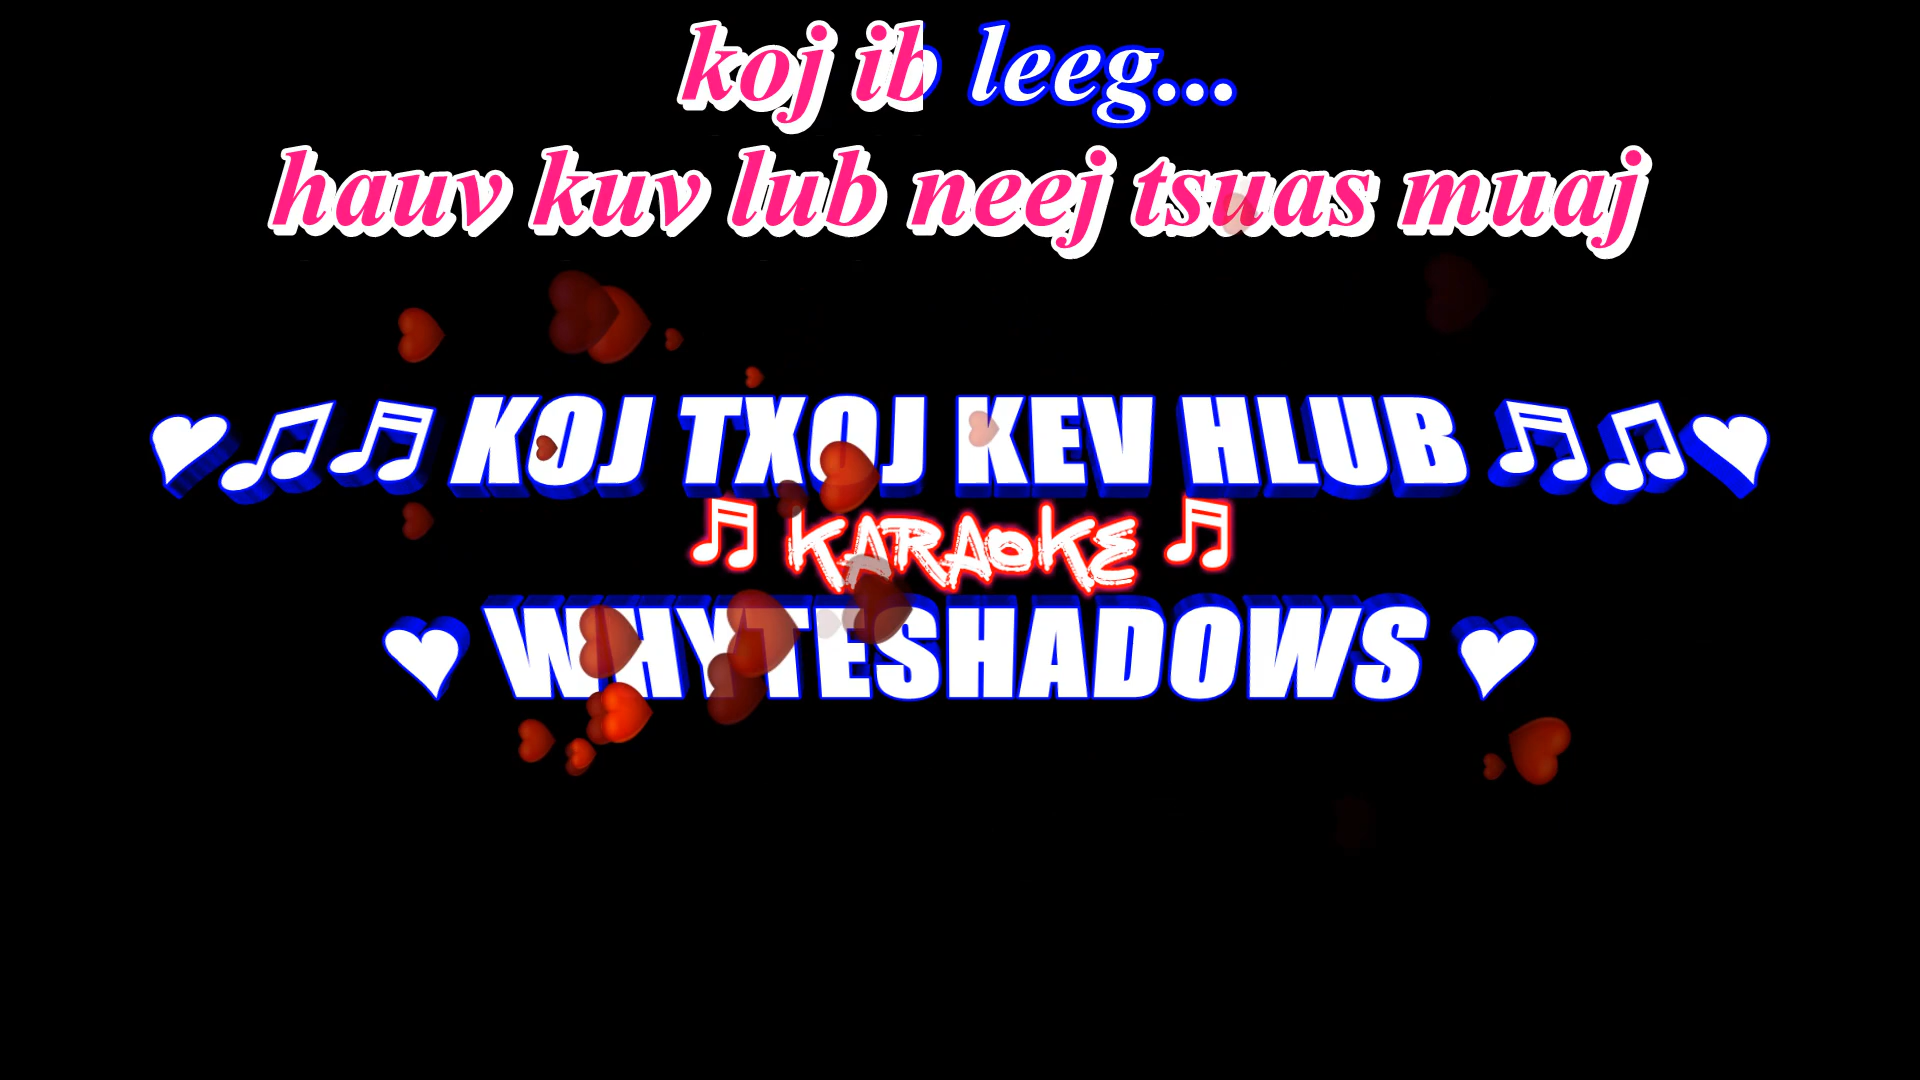 koj ib leeg...
hauv kuv lub neej tsuas muaj
♥♫♬ KOJ TXOJ KEV HLUB ♬♫♥
♬ KARAOKE ♬
♥ WHYTESHADOWS ♥